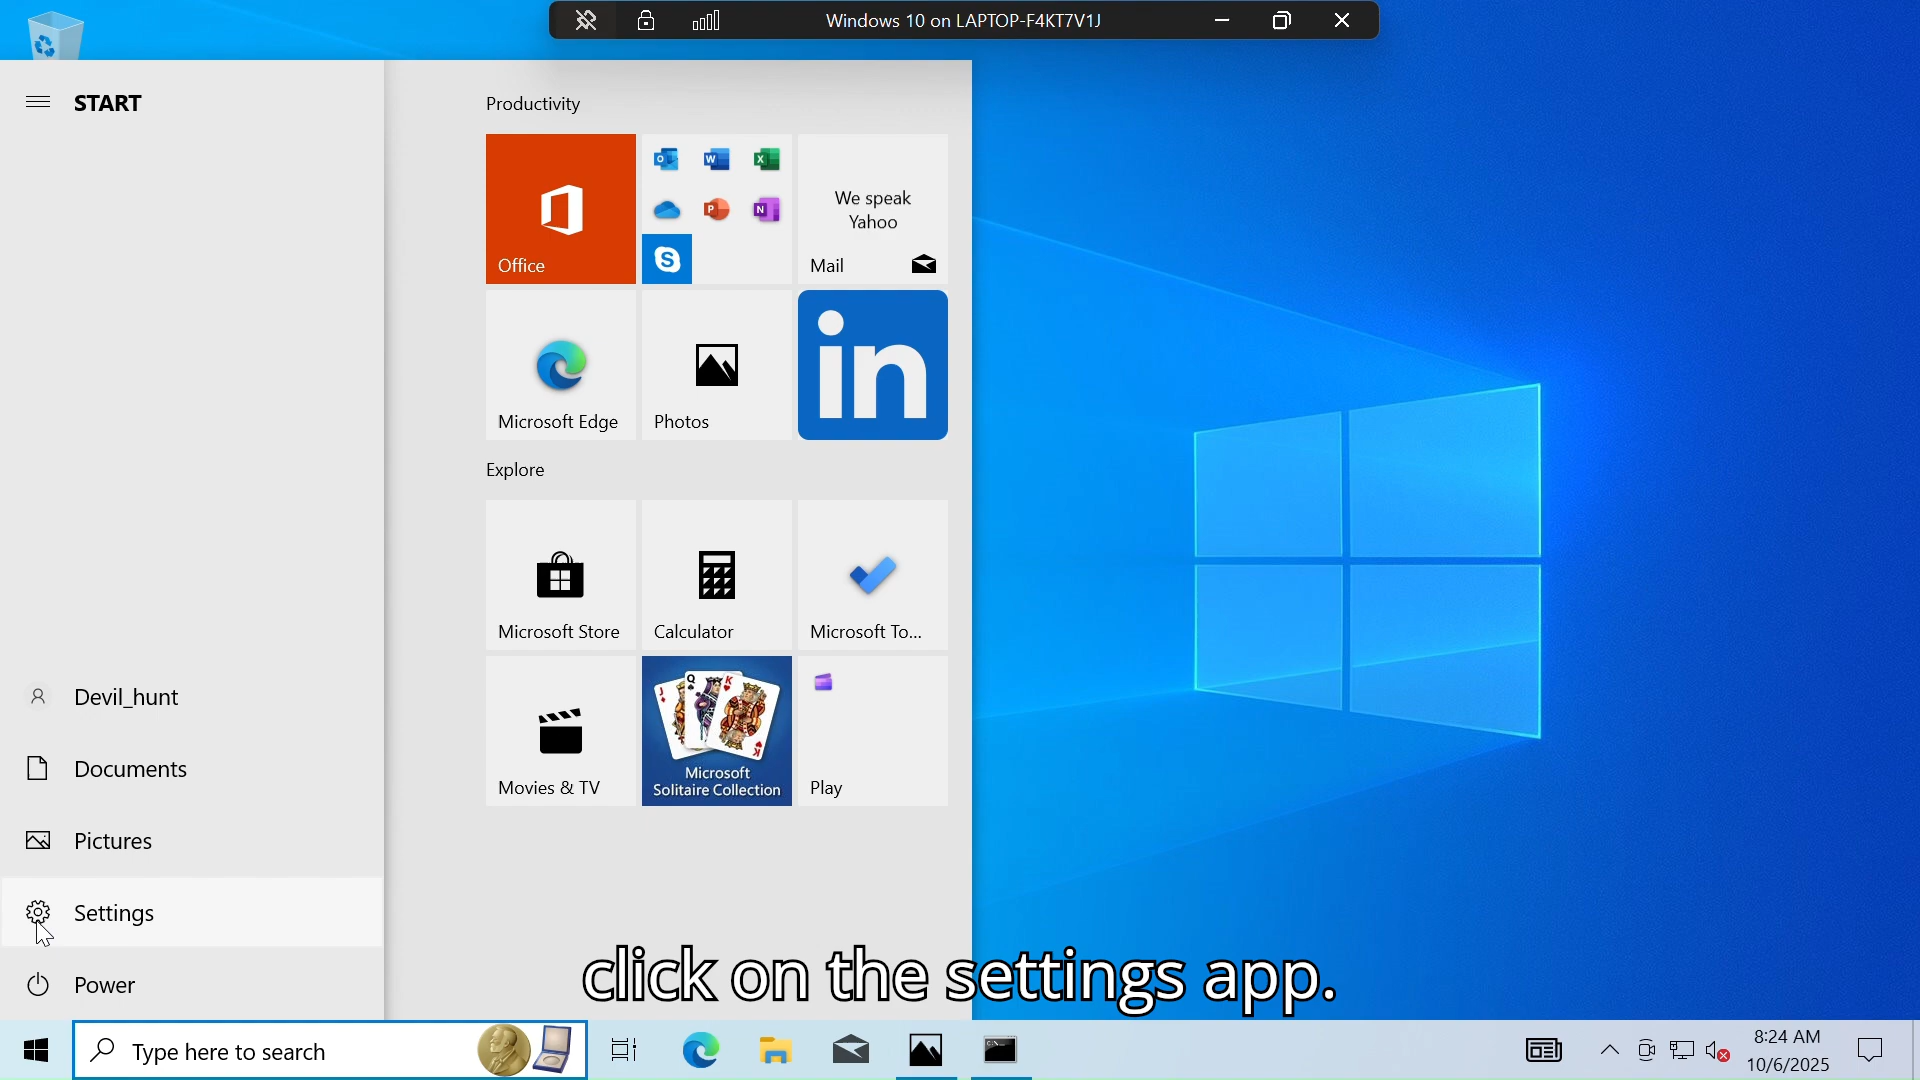 Windows 10 on LAPTOP-F4KT7V1J
START
Productivity
Office
We speak
Yahoo
Mail
Microsoft Edge
Photos
in
Explore
Microsoft Store
Calculator
Microsoft To...
Movies & TV
Microsoft
Solitaire Collection
Play
Devil_hunt
Documents
Pictures
Settings
Power
click on the settings app.
Type here to search
8:24 AM
10/6/2025